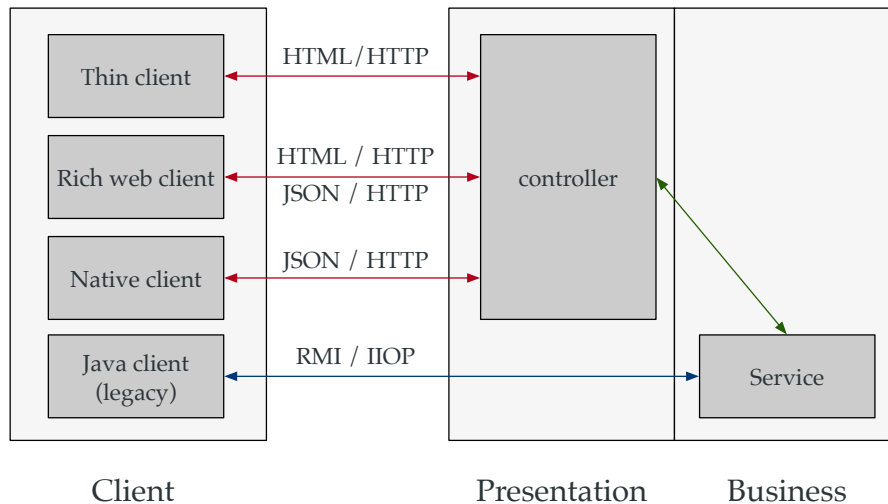 Thin client
HTML/HTTP
Rich web client
HTML / HTTP
JSON / HTTP
controller
Native client
JSON / HTTP
Java client
(legacy)
RMI / IIOP
Service
Client
Presentation
Business